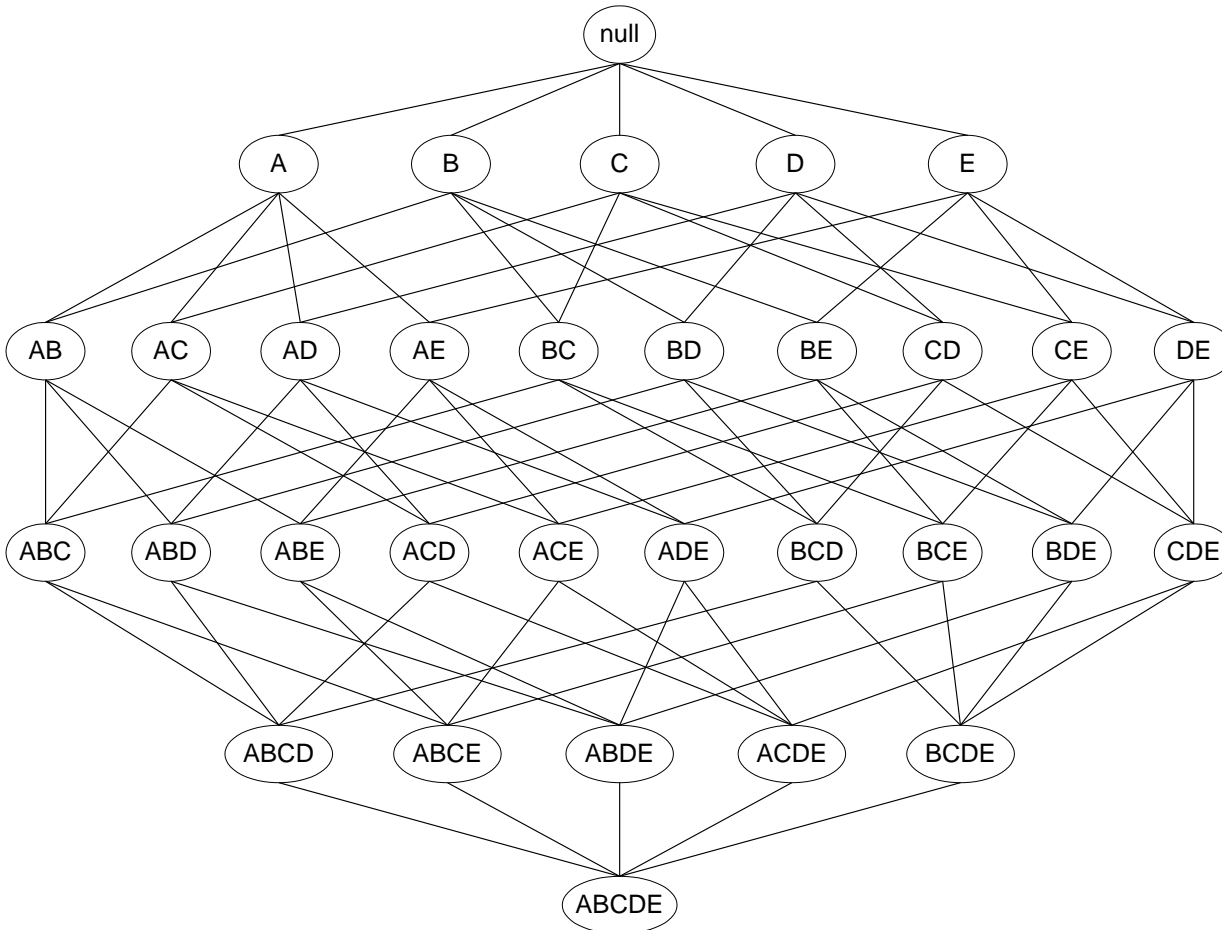 null
A B C D E
AB AC AD AE BC BD BE CD CE DE
ABC ABD ABE ACD ACE ADE BCD BCE BDE CDE
ABCD ABCE ABDE ACDE BCDE
ABCDE